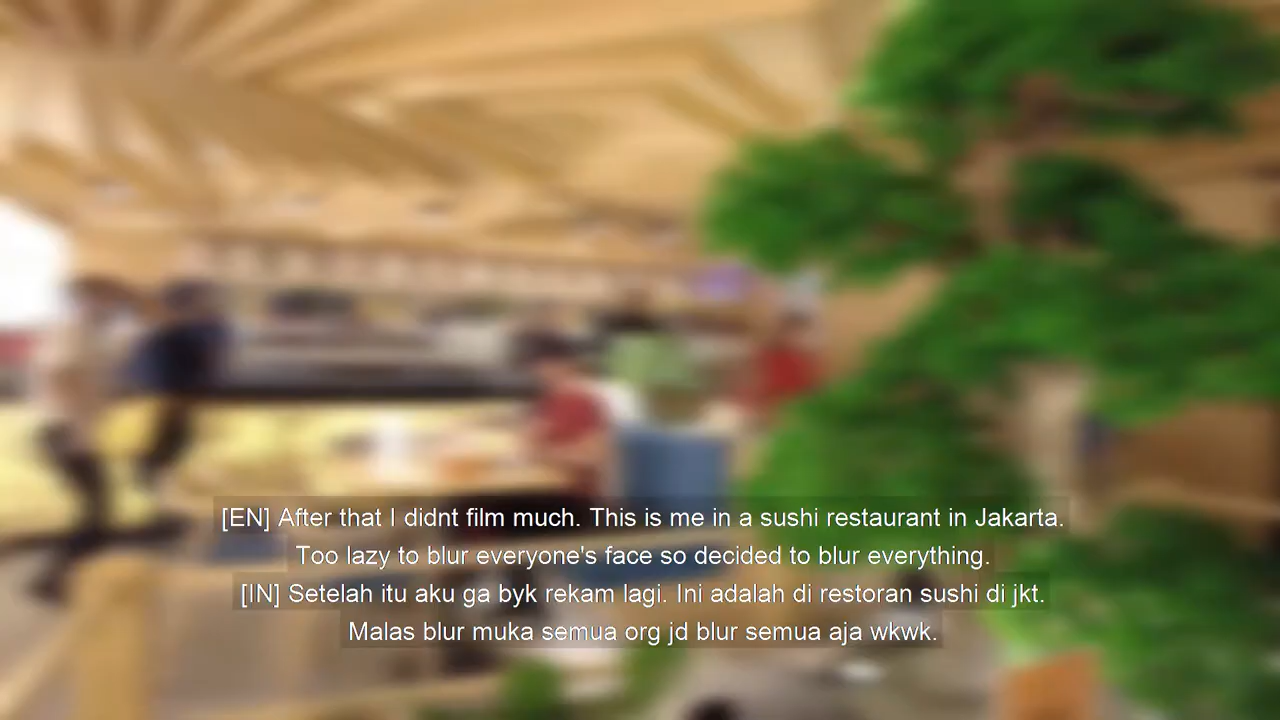 [EN] After that I didnt film much. This is me in a sushi restaurant in Jakarta.
Too lazy to blur everyone's face so decided to blur everything.
[IN] Setelah itu aku ga byk rekam lagi. Ini adalah di restoran sushi di jkt.
Malas blur muka semua org jd blur semua aja wkwk.